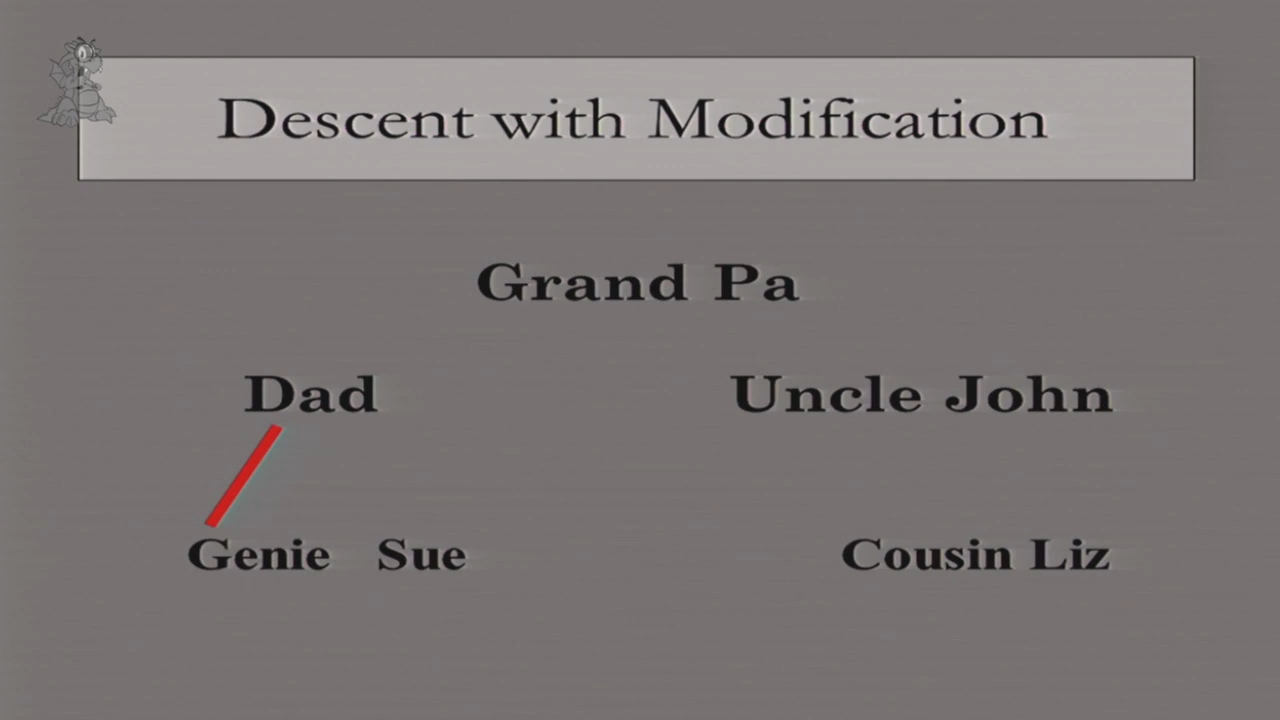 Descent with Modification
Grand Pa
Dad Uncle John
Genie Sue Cousin Liz